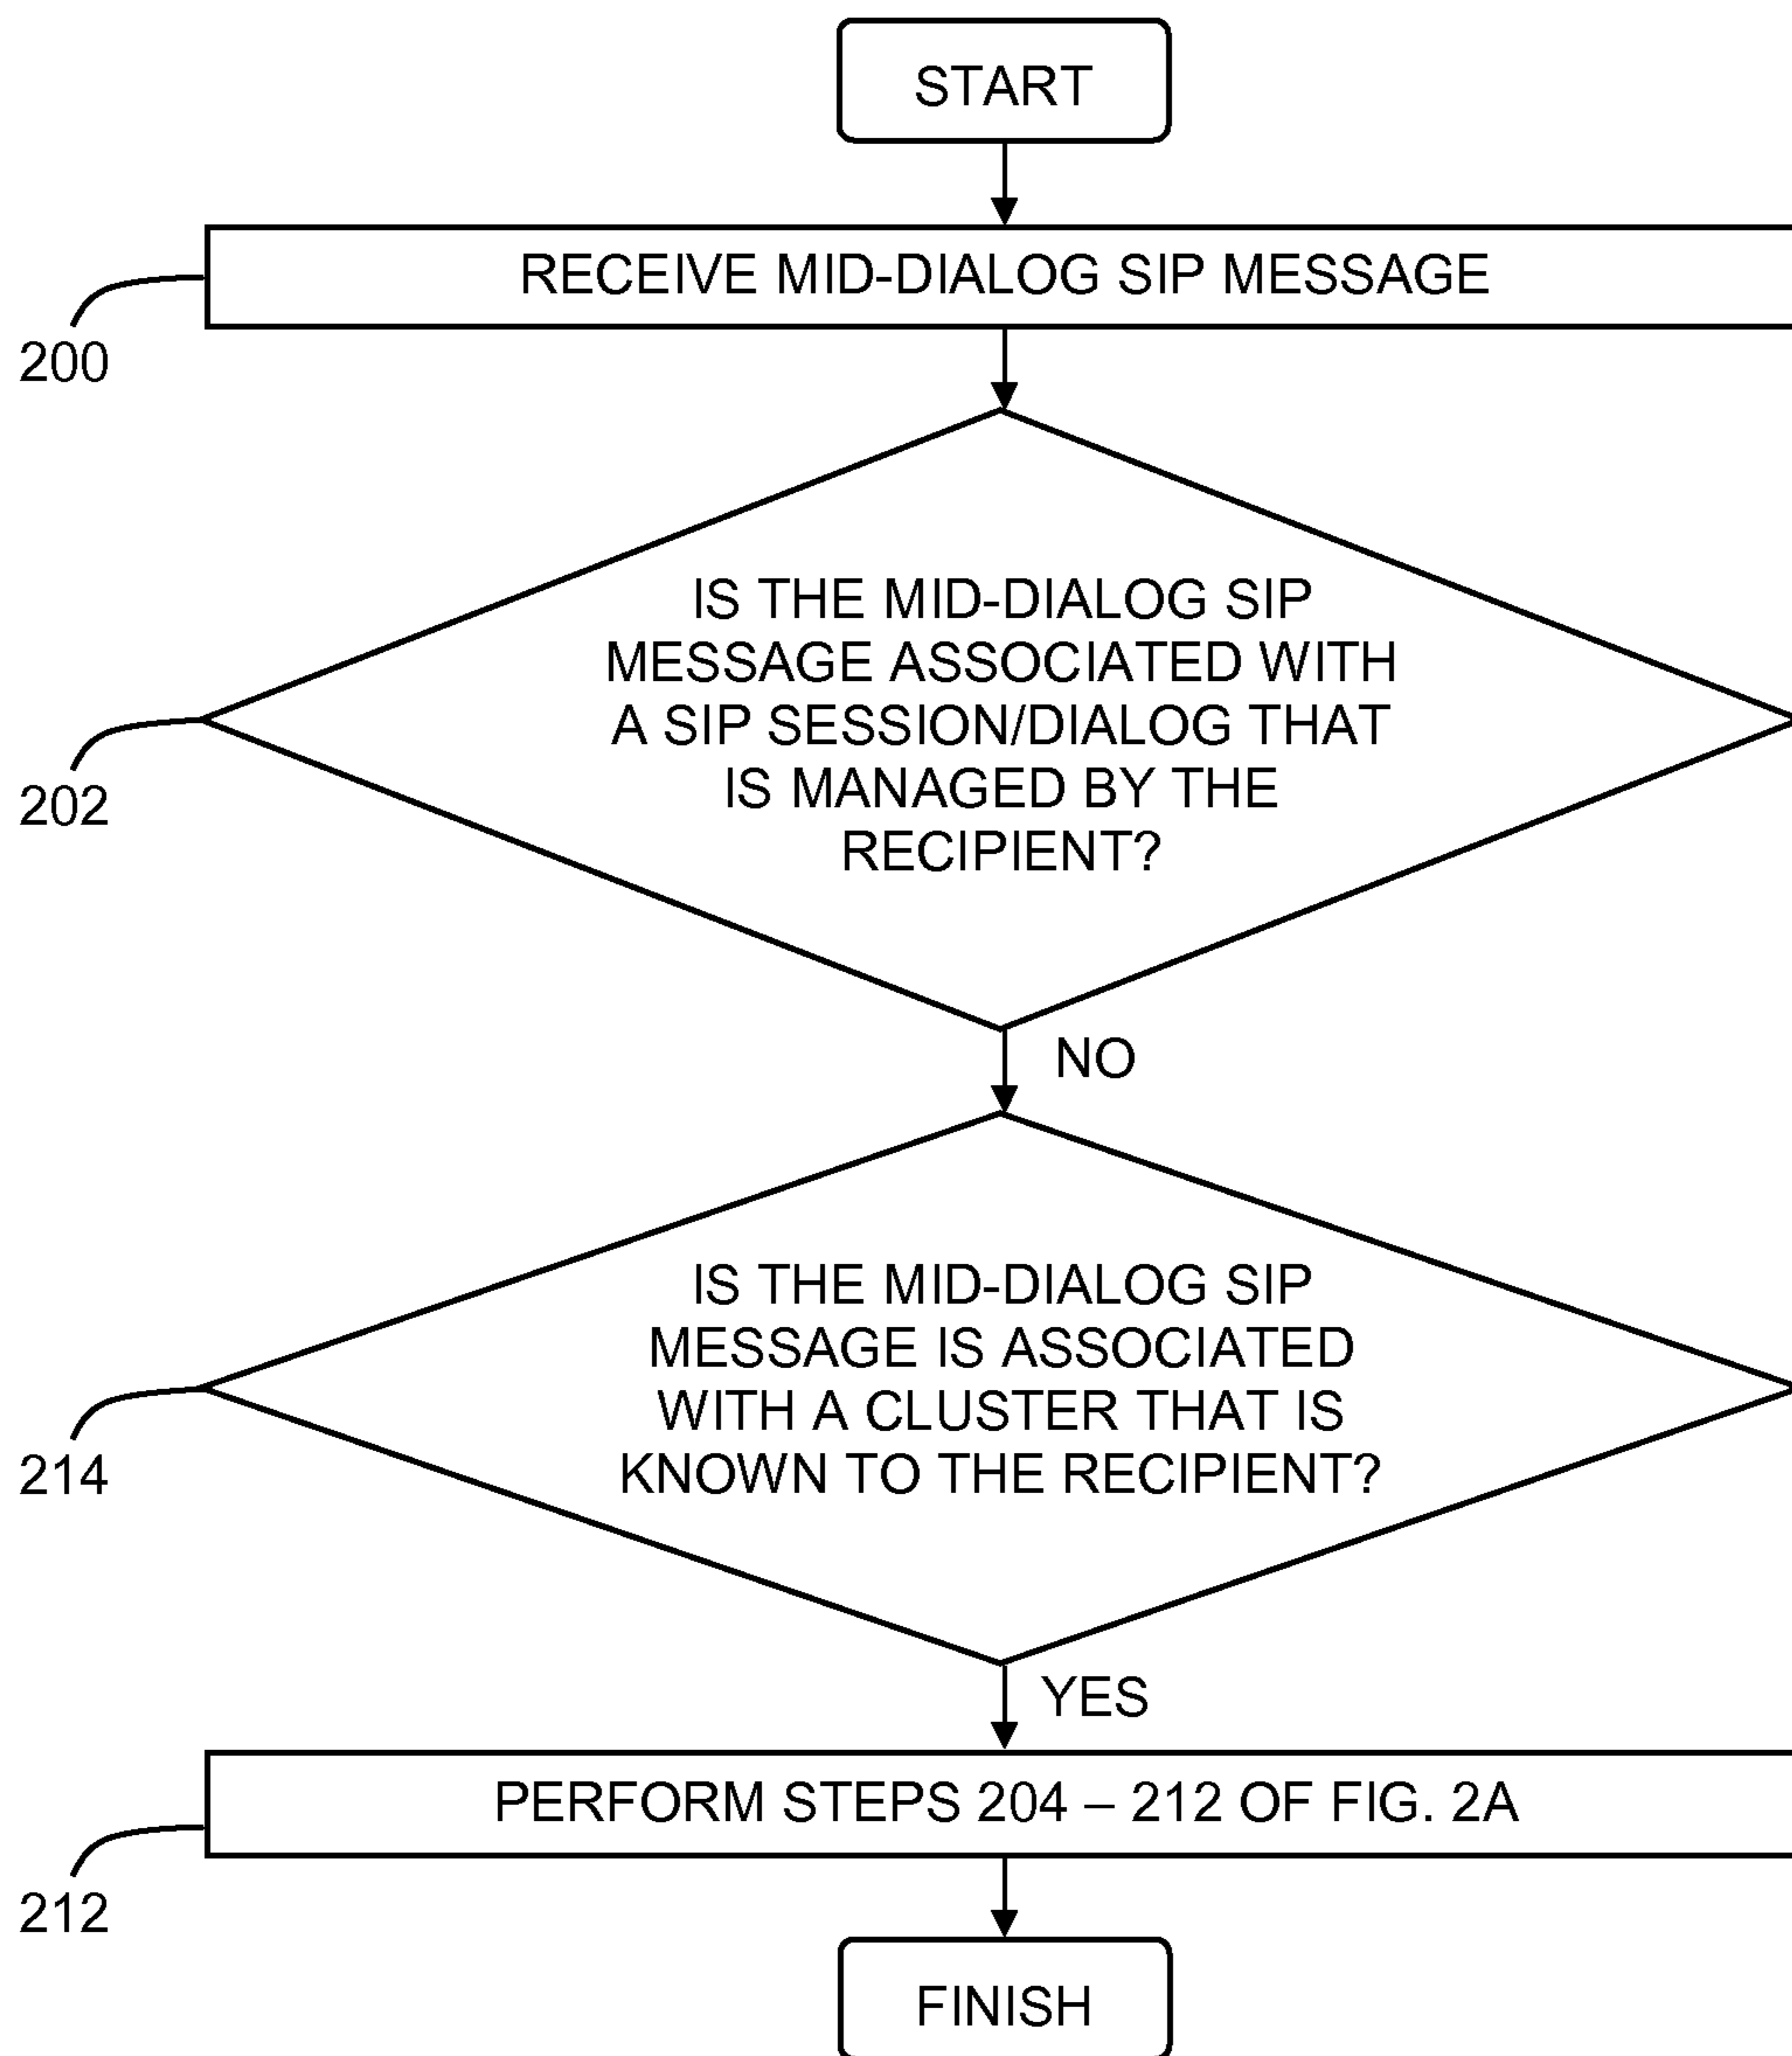 START
RECEIVE MID-DIALOG SIP MESSAGE
200
IS THE MID-DIALOG SIP
MESSAGE ASSOCIATED WITH
A SIP SESSION/DIALOG THAT
IS MANAGED BY THE
RECIPIENT?
202
NO
IS THE MID-DIALOG SIP
MESSAGE IS ASSOCIATED
WITH A CLUSTER THAT IS
KNOWN TO THE RECIPIENT?
214
YES
PERFORM STEPS 204 – 212 OF FIG. 2A
212
FINISH